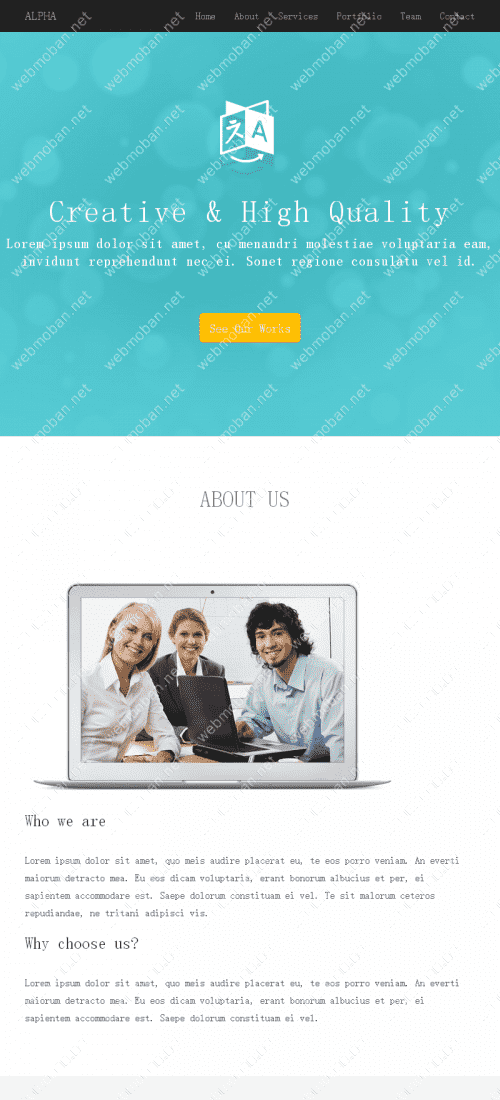 ALPHA Home About Services Portfolio Team Contact
Creative & High Quality
Lorem ipsum dolor sit amet, cu menandri molestiae voluptaria eam,
invidunt reprehendunt nec ei. Sonet regione consulatu vel id.
See Our Works
ABOUT US
Who we are
Lorem ipsum dolor sit amet, quo meis audire placerat eu, te eos porro veniam. An everti
maiorum detracto mea. Eu eos dicam voluptaria, erant bonorum albucius et per, ei
sapientem accommodare est. Saepe dolorum constituam ei vel. Te sit malorum ceteros
repudiandae, ne tritani adipisci vis.
Why choose us?
Lorem ipsum dolor sit amet, quo meis audire placerat eu, te eos porro veniam. An everti
maiorum detracto mea. Eu eos dicam voluptaria, erant bonorum albucius et per, ei
sapientem accommodare est. Saepe dolorum constituam ei vel.
webmoban.net